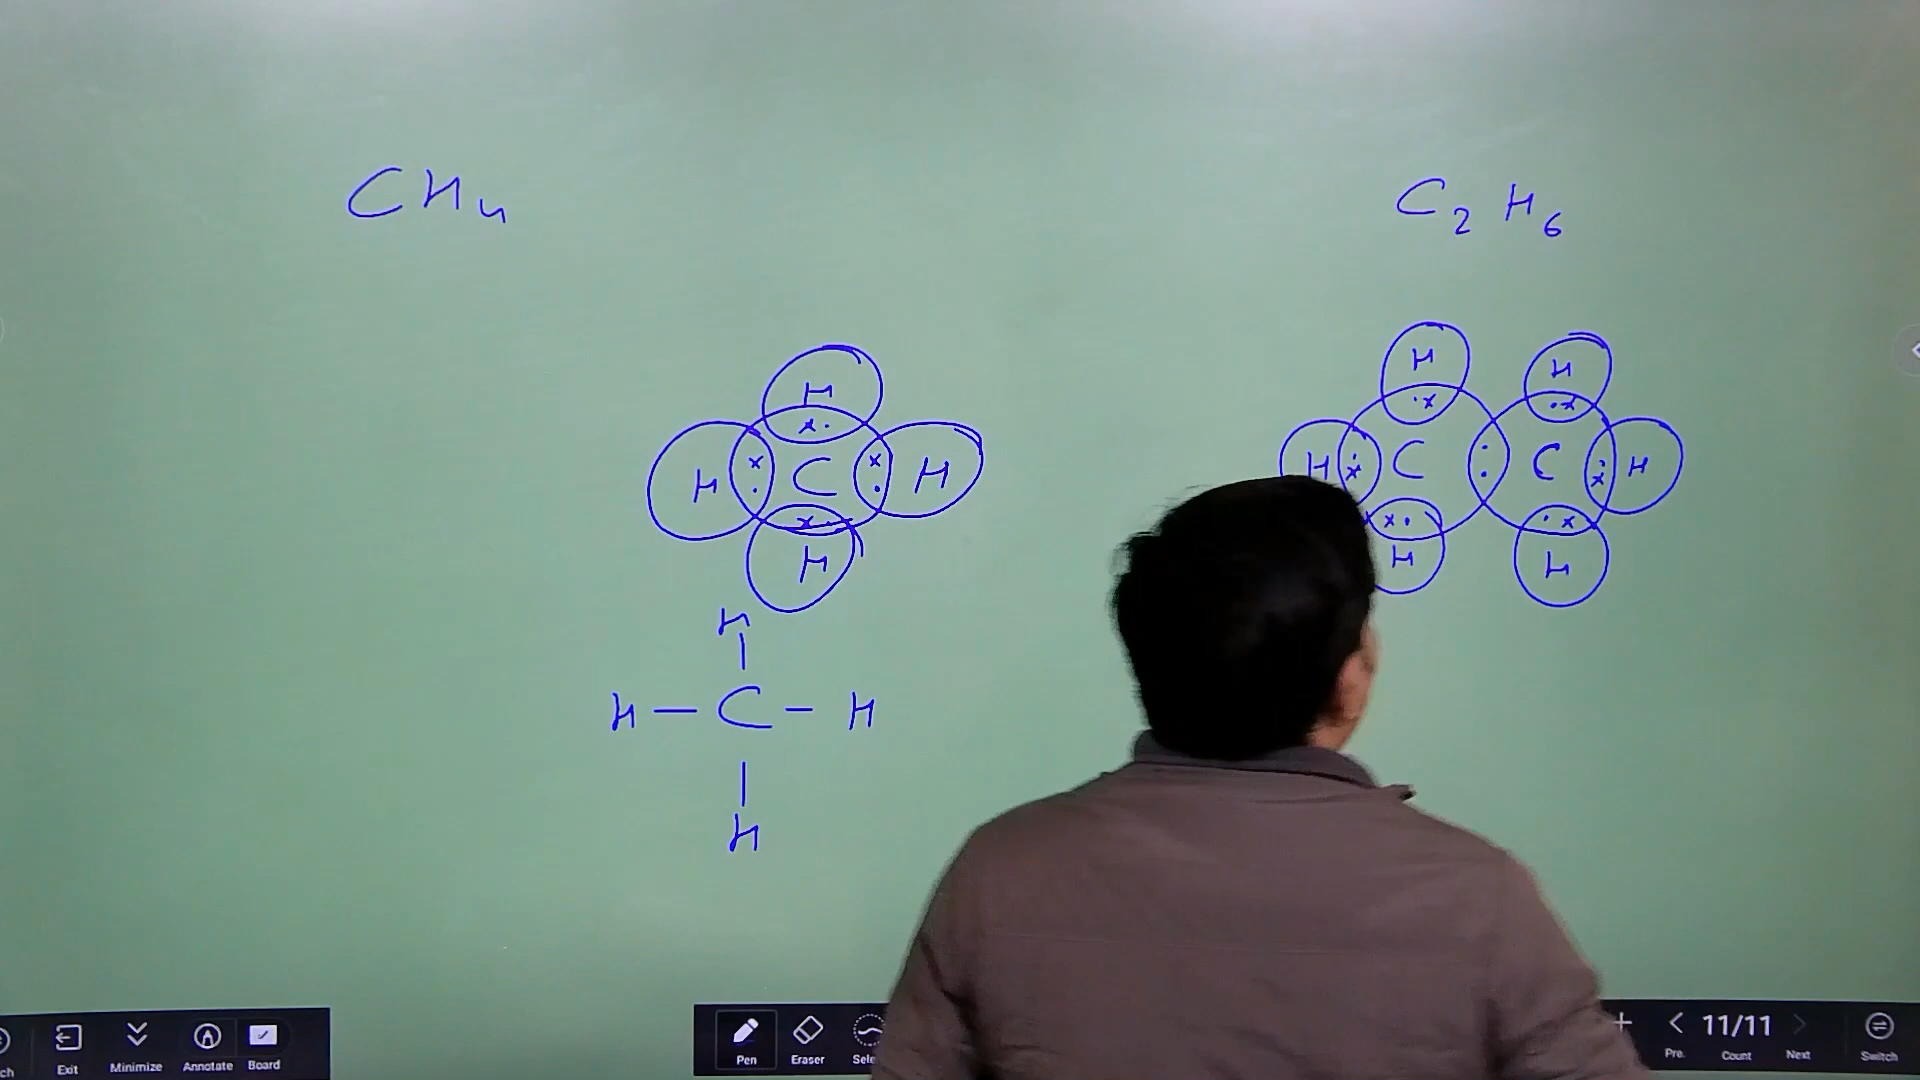 CH4
C2H6
H
H C H
H
H H
H C C H
H H
H
H — C — H
H
Exit Minimize Annotate Board
Pen Eraser
11/11
Pre. Count Next Switch